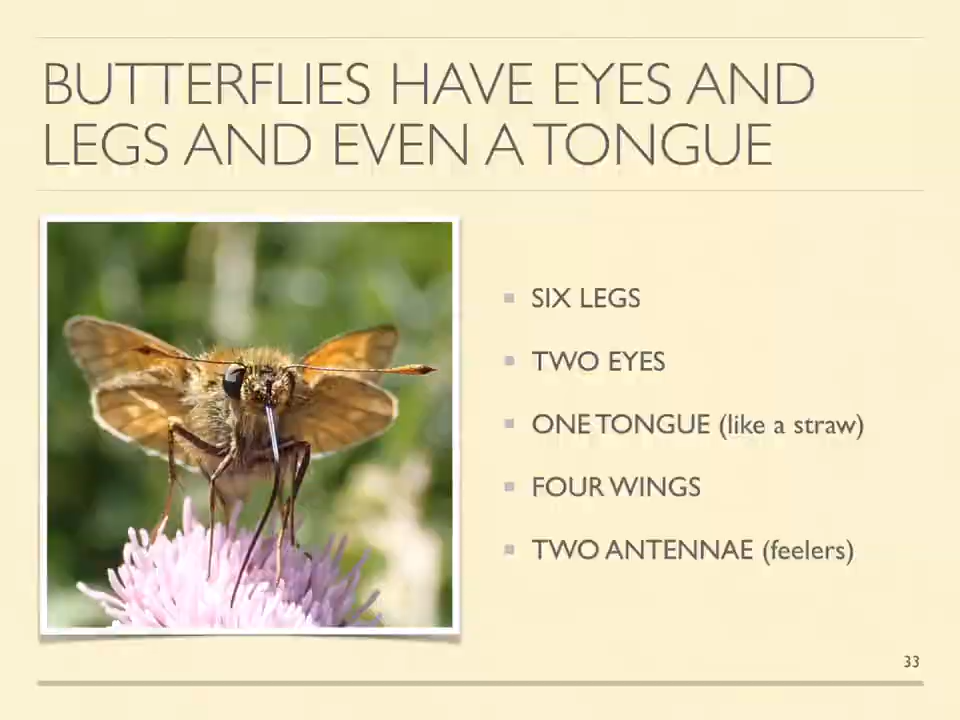 BUTTERFLIES HAVE EYES AND
LEGS AND EVEN A TONGUE
SIX LEGS
TWO EYES
ONE TONGUE (like a straw)
FOUR WINGS
TWO ANTENNAE (feelers)
33